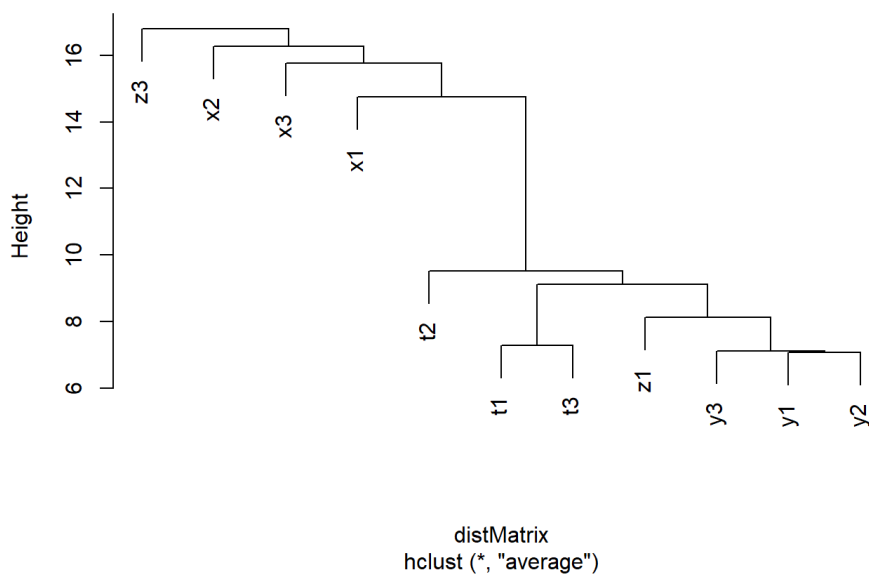 Height
16
14
12
10
8
6
z3
x2
x3
x1
t2
t1
t3
z1
y3
y1
y2
distMatrix
hclust (*, "average")